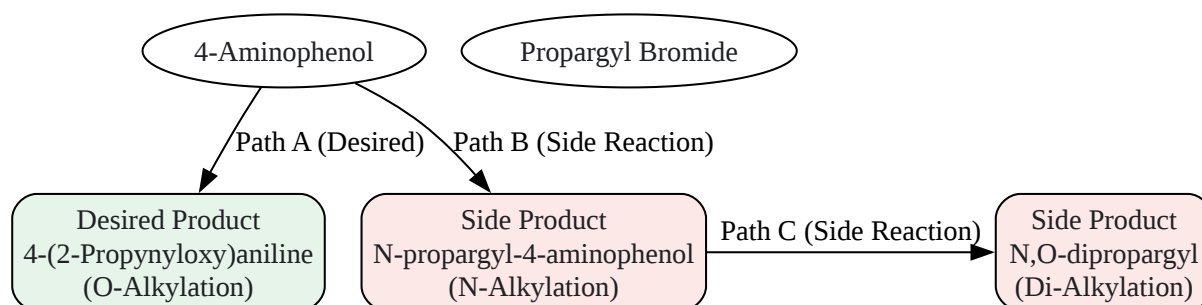 4-Aminophenol
Propargyl Bromide
Path A (Desired)
Path B (Side Reaction)
Desired Product
4-(2-Propynyloxy)aniline
(O-Alkylation)
Side Product
N-propargyl-4-aminophenol
(N-Alkylation)
Path C (Side Reaction)
Side Product
N,O-dipropargyl
(Di-Alkylation)